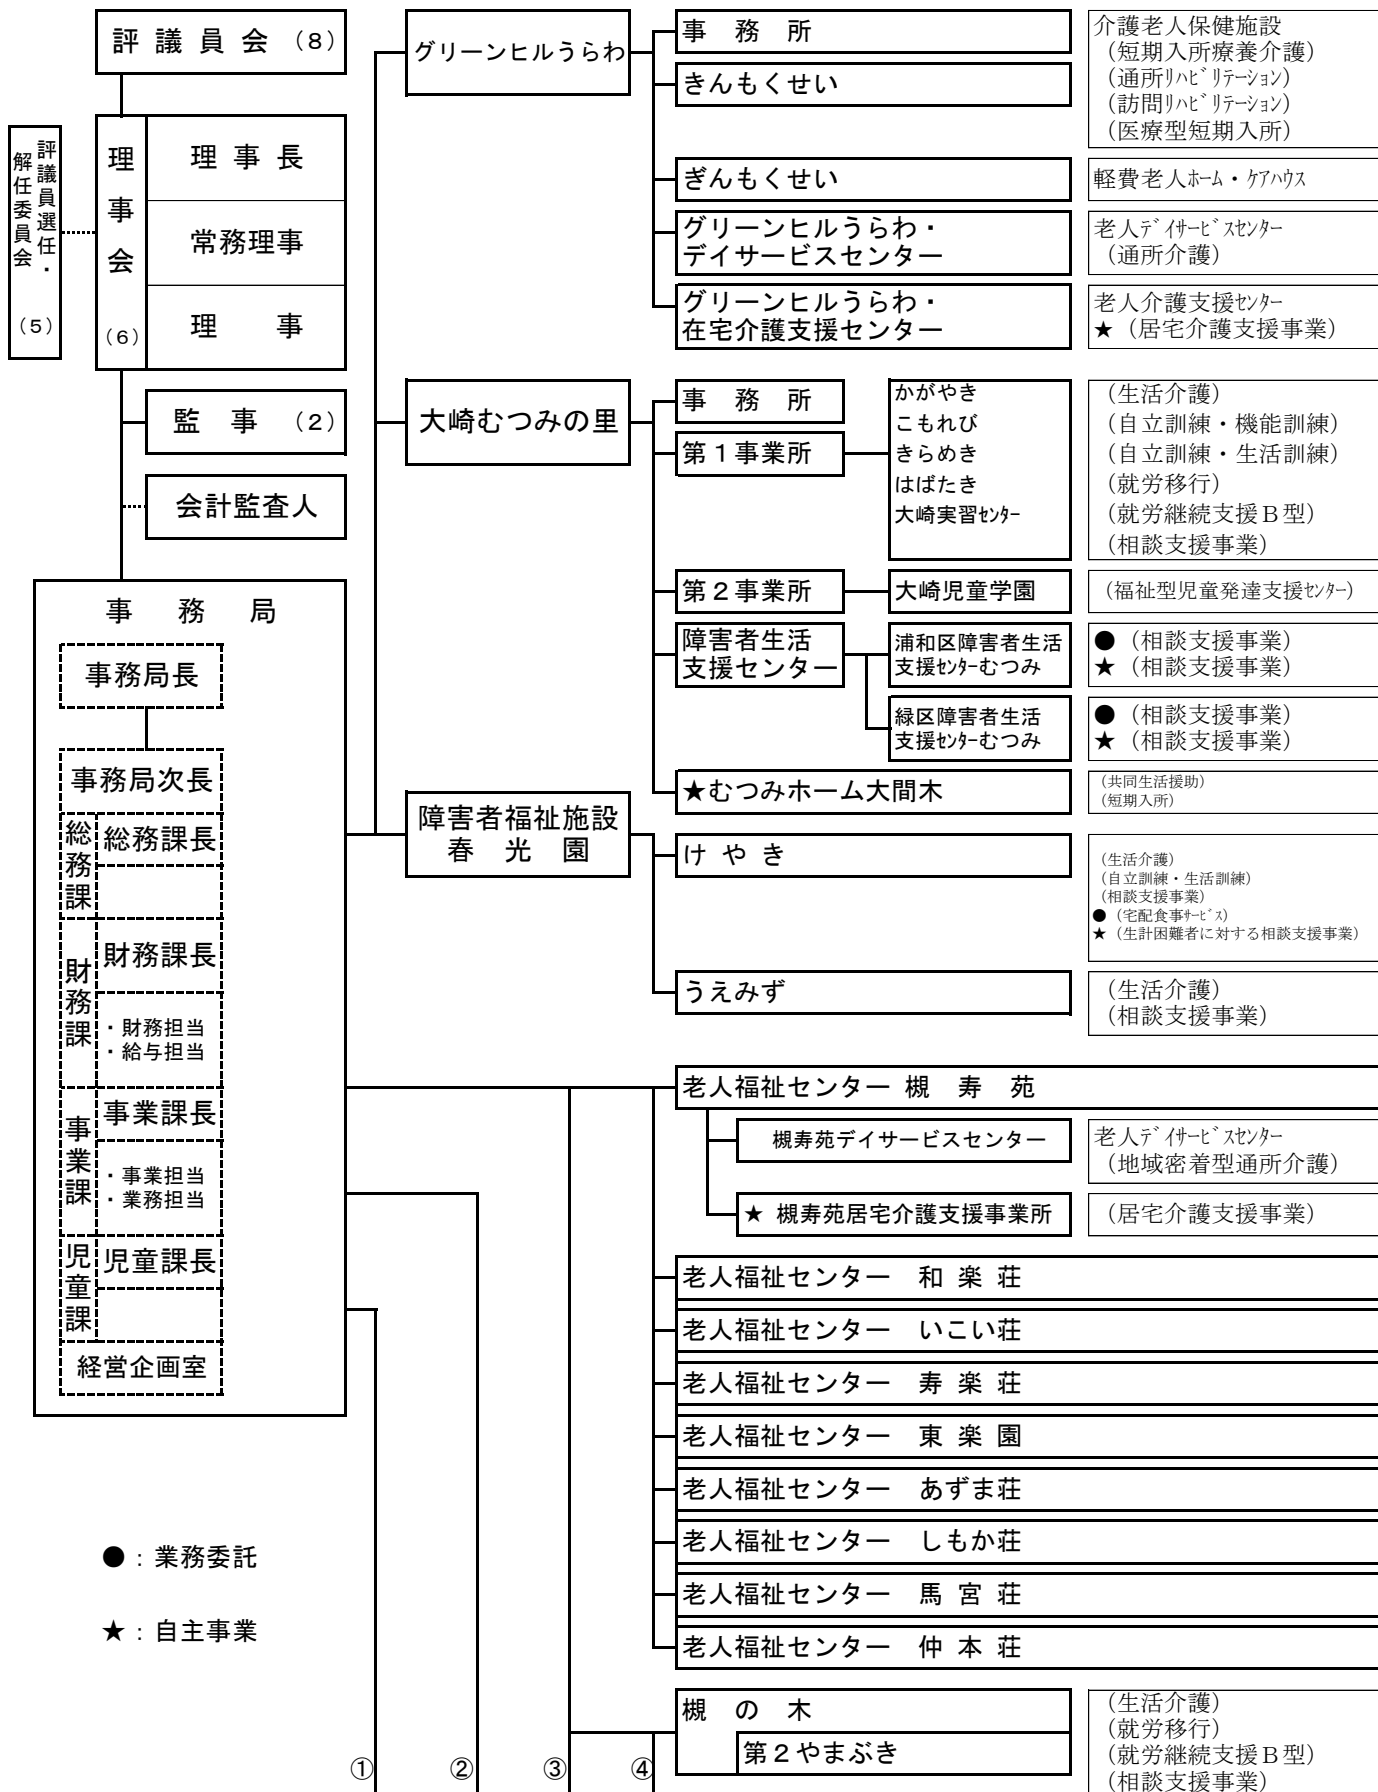 評 議 員 会 （8）
評議員選任・
解任委員会
（5）
理事会
（6）
理 事 長
常務理事
理　　事
監　事 （2）
会計監査人
事　務　局
事務局長
事務局次長
総務課
総務課長
財務課
財務課長
・財務担当
・給与担当
事業課
事業課長
・事業担当
・業務担当
児童課
児童課長
経営企画室
●：業務委託
★：自主事業
グリーンヒルうらわ
事　務　所
きんもくせい
介護老人保健施設
（短期入所療養介護）
（通所ﾘﾊﾋﾞﾘﾃｰｼｮﾝ）
（訪問ﾘﾊﾋﾞﾘﾃｰｼｮﾝ）
（医療型短期入所）
ぎんもくせい
軽費老人ﾎｰﾑ・ｹｱﾊｳｽ
グリーンヒルうらわ・
デイサービスセンター
老人ﾃﾞｲｻｰﾋﾞｽｾﾝﾀｰ
（通所介護）
グリーンヒルうらわ・
在宅介護支援センター
老人介護支援ｾﾝﾀｰ
★（居宅介護支援事業）
大崎むつみの里
事　務　所
第１事業所
かがやき
こもれび
きらめき
はばたき
大崎実習ｾﾝﾀｰ
（生活介護）
（自立訓練・機能訓練）
（自立訓練・生活訓練）
（就労移行）
（就労継続支援Ｂ型）
（相談支援事業）
第２事業所
大崎児童学園
（福祉型児童発達支援ｾﾝﾀｰ）
障害者生活
支援センター
浦和区障害者生活
支援ｾﾝﾀｰむつみ
●（相談支援事業）
★（相談支援事業）
緑区障害者生活
支援ｾﾝﾀｰむつみ
●（相談支援事業）
★（相談支援事業）
★むつみホーム大間木
（共同生活援助）
（短期入所）
障害者福祉施設
春　光　園
け や き
（生活介護）
（自立訓練・生活訓練）
（相談支援事業）
●（宅配食事ｻｰﾋﾞｽ）
★（生計困難者に対する相談支援事業）
うえみず
（生活介護）
（相談支援事業）
老人福祉センター 槻　寿　苑
槻寿苑デイサービスセンター
老人ﾃﾞｲｻｰﾋﾞｽｾﾝﾀｰ
（地域密着型通所介護）
★ 槻寿苑居宅介護支援事業所
（居宅介護支援事業）
老人福祉センター　和 楽 荘
老人福祉センター　いこい荘
老人福祉センター　寿 楽 荘
老人福祉センター　東 楽 園
老人福祉センター　あずま荘
老人福祉センター　しもか荘
老人福祉センター　馬 宮 荘
老人福祉センター　仲 本 荘
槻　の　木
第２やまぶき
（生活介護）
（就労移行）
（就労継続支援Ｂ型）
（相談支援事業）
①
②
③
④